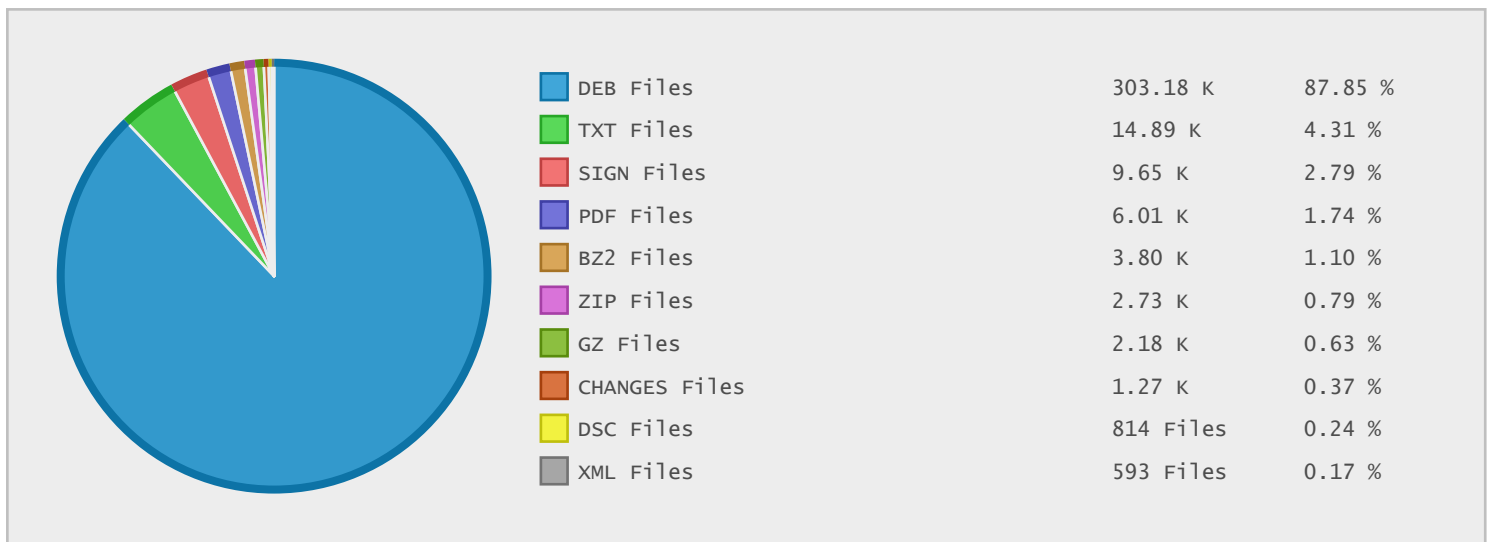 DEB Files 303.18 K 87.85 %
TXT Files 14.89 K 4.31 %
SIGN Files 9.65 K 2.79 %
PDF Files 6.01 K 1.74 %
BZ2 Files 3.80 K 1.10 %
ZIP Files 2.73 K 0.79 %
GZ Files 2.18 K 0.63 %
CHANGES Files 1.27 K 0.37 %
DSC Files 814 Files 0.24 %
XML Files 593 Files 0.17 %